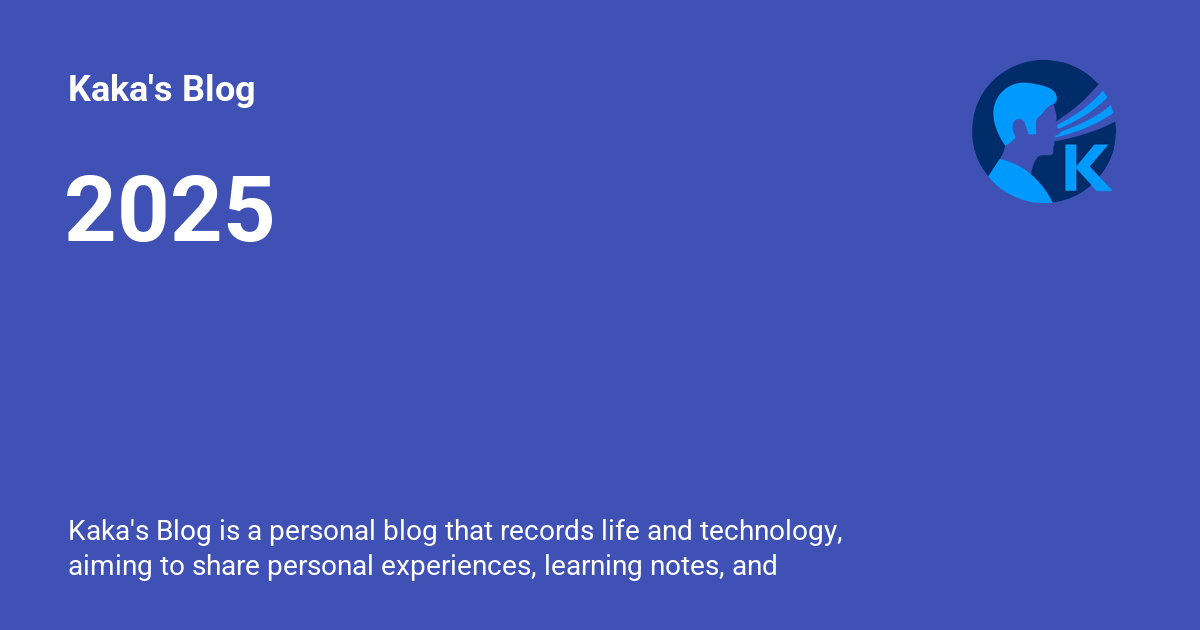 Kaka's Blog
2025
K
Kaka's Blog is a personal blog that records life and technology,
aiming to share personal experiences, learning notes, and